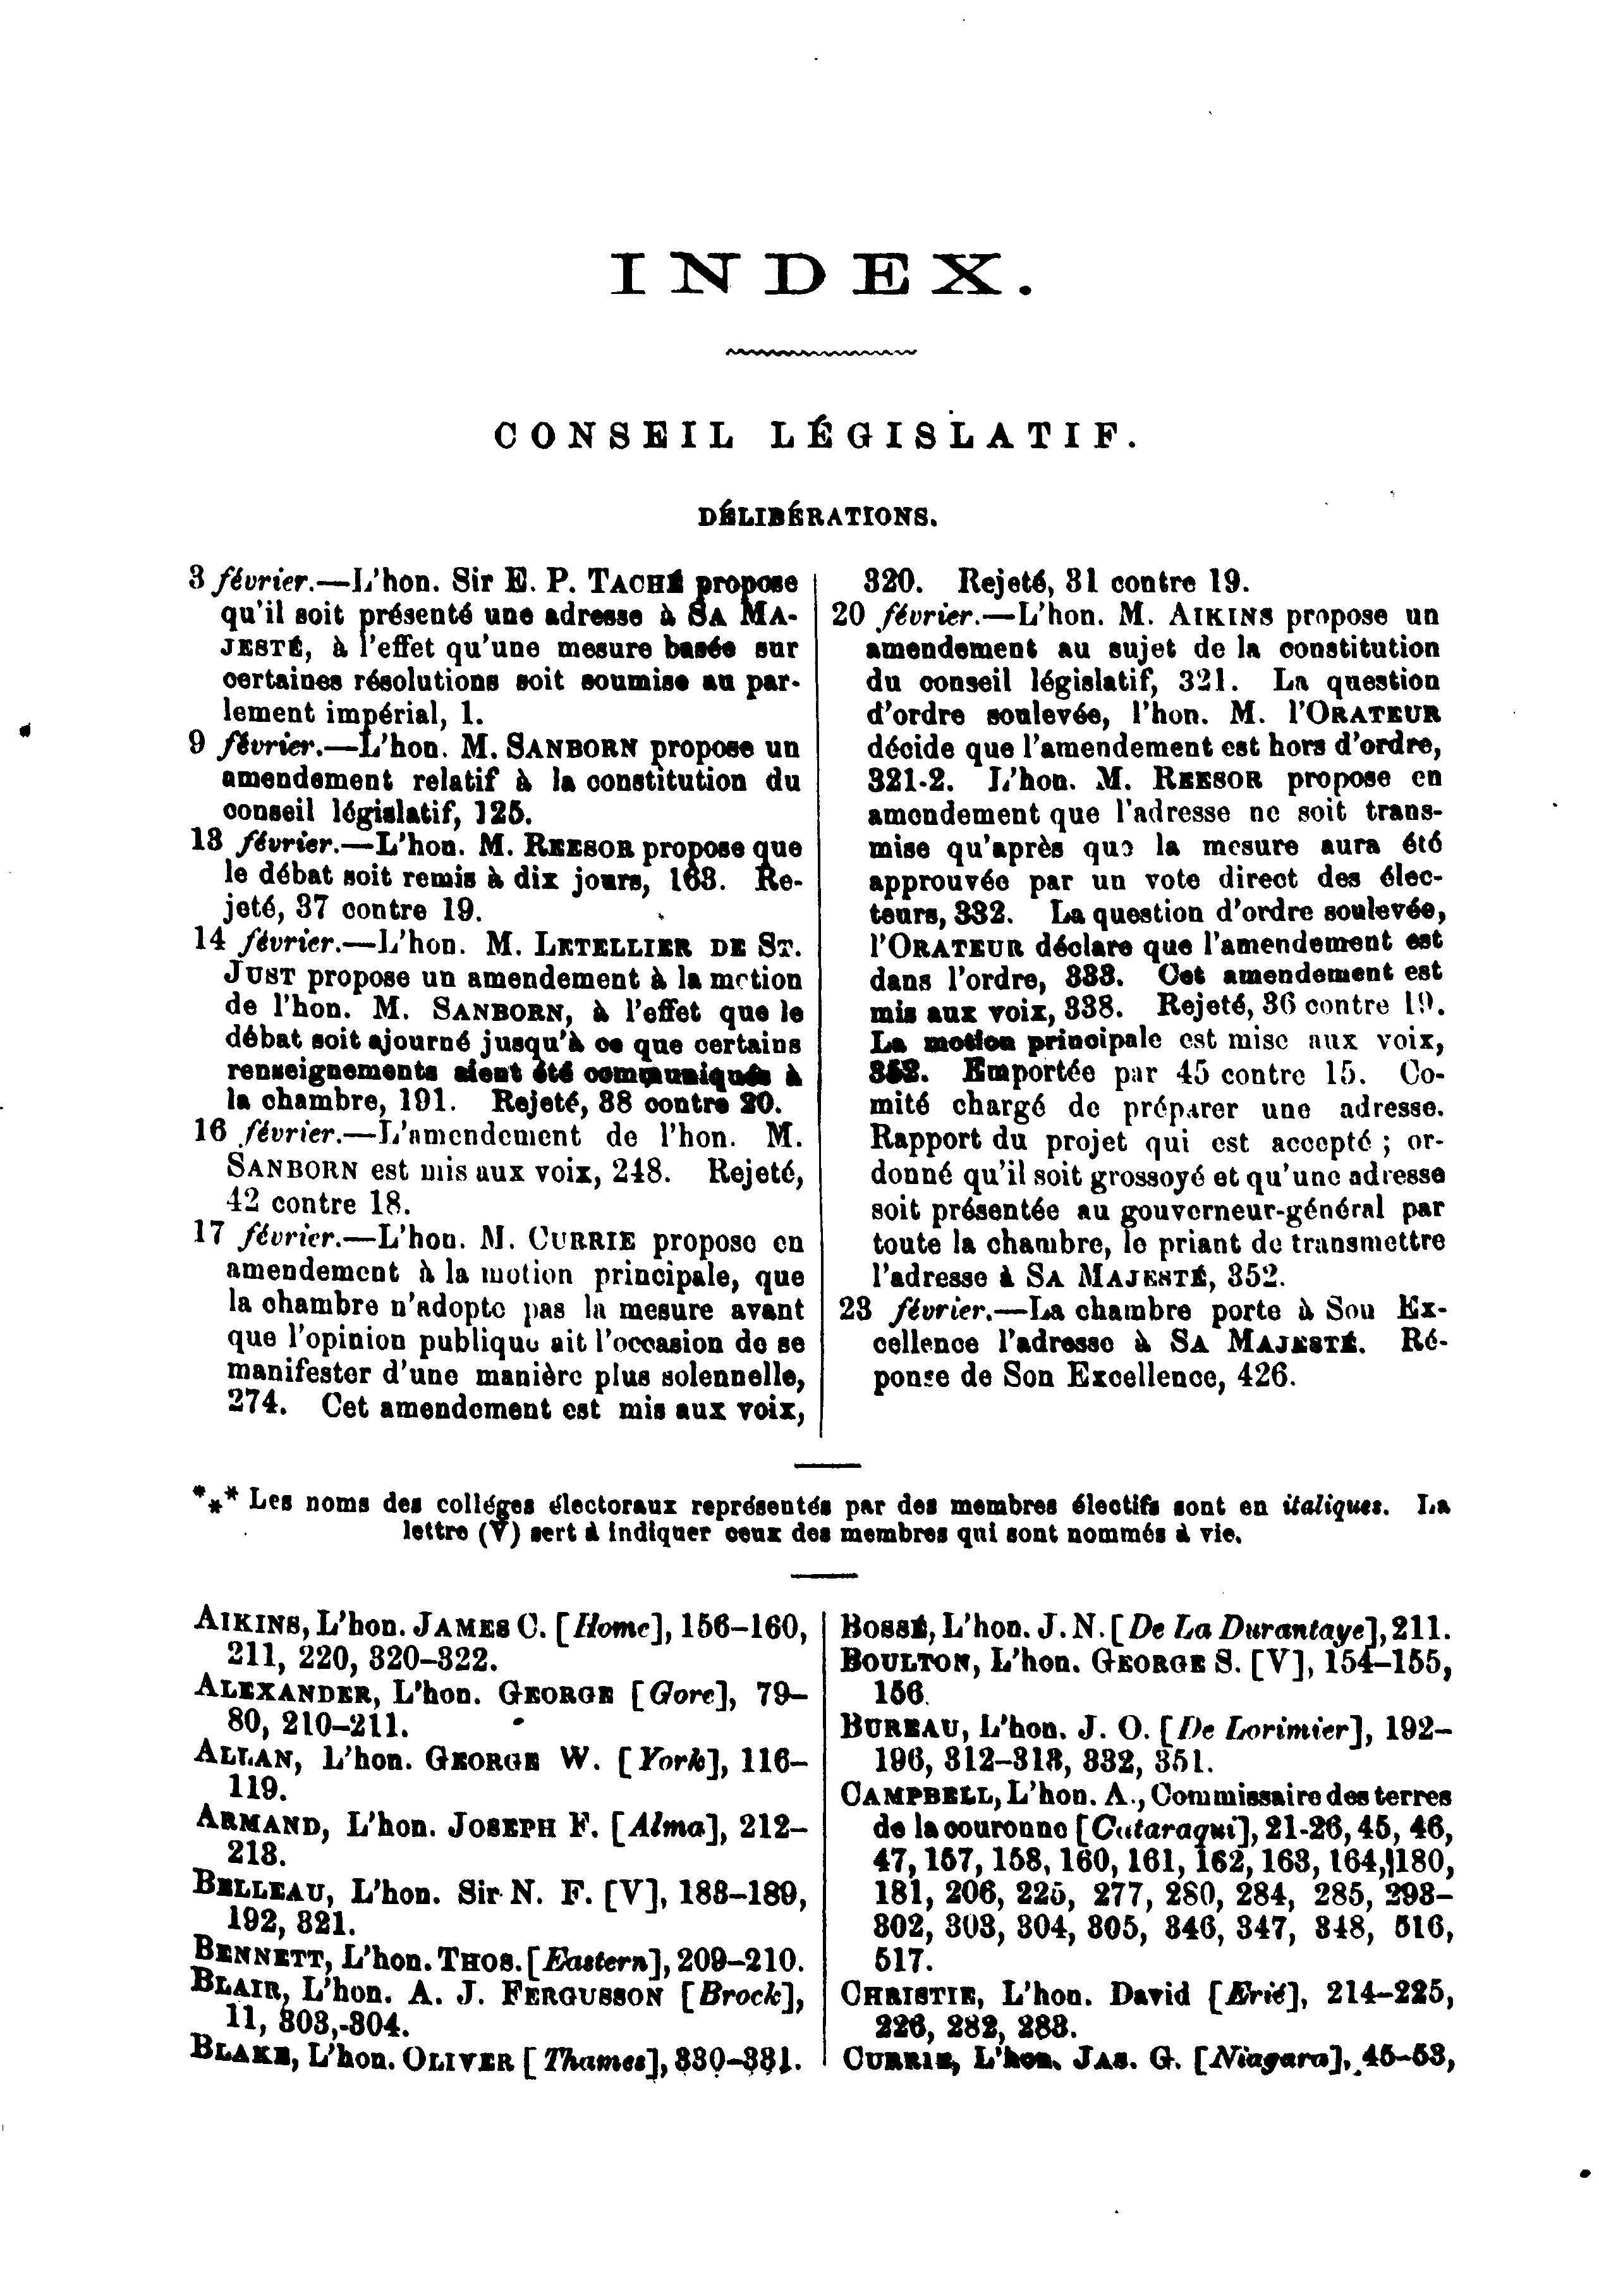 INDEX.
CONSEIL LÉGISLATIF.
DÉLIBÉRATIONS.
3 février.—L'hon. Sir E. P. TACHÉ propose
qu'il soit présenté une adresse à SA MA-
JESTÉ, à l'effet qu'une mesure basée sur
certaines résolutions soit soumise au par-
lement impérial, 1.
9 février.—L'hon. M. SANBORN propose un
amendement relatif à la constitution du
conseil législatif, 125.
13 février.—L'hon. M. REESOR propose que
le débat soit remis à dix jours, 163. Re-
jeté, 37 contre 19.
14 février.—L'hon. M. LETELLIER DE ST.
JUST propose un amendement à la motion
de l'hon. M. SANBORN, à l'effet que le
débat soit ajourné jusqu'à ce que certains
renseignements aient été communiqués à
la chambre, 191. Rejeté, 38 contre 20.
16 février.—L'amendement de l'hon. M.
SANBORN est mis aux voix, 248. Rejeté,
42 contre 18.
17 février.—L'hon. M. CURRIE propose en
amendement à la motion principale, que
la chambre n'adopte pas la mesure avant
que l'opinion publique ait l'occasion de se
manifester d'une manière plus solennelle,
274. Cet amendement est mis aux voix,
320. Rejeté, 31 contre 19.
20 février.—L'hon. M. AIKINS propose un
amendement au sujet de la constitution
du conseil législatif, 321. La question
d'ordre soulevée, l'hon. M. l'ORATEUR
décide que l'amendement est hors d'ordre,
321-2. L'hon. M. REESOR propose en
amendement que l'adresse ne soit trans-
mise qu'après que la mesure aura été
approuvée par un vote direct des élec-
teurs, 332. La question d'ordre soulevée,
l'ORATEUR déclare que l'amendement est
dans l'ordre, 333. Cet amendement est
mis aux voix, 338. Rejeté, 36 contre 19.
La motion principale est mise aux voix,
352. Emportée par 45 contre 15. Co-
mité chargé de préparer une adresse.
Rapport du projet qui est accepté ; or-
donné qu'il soit grossoyé et qu'une adresse
soit présentée au gouverneur-général par
toute la chambre, le priant de transmettre
l'adresse à SA MAJESTÉ, 352.
23 février.—La chambre porte à Son Ex-
cellence l'adresse à SA MAJESTÉ. Ré-
ponse de Son Excellence, 426.
*** Les noms des colléges électoraux représentés par des membres électifs sont en italiques. La
lettre (V) sert à indiquer ceux des membres qui sont nommés à vie.
AIKINS, L'hon. JAMES C. [Home], 156–160,
211, 220, 320–322.
ALEXANDER, L'hon. GEORGE [Gore], 79–
80, 210–211.
ALLAN, L'hon. GEORGE W. [York], 116–
119.
ARMAND, L'hon. JOSEPH F. [Alma], 212–
213.
BELLEAU, L'hon. Sir N. F. [V], 183–189,
192, 321.
BENNETT, L'hon. THOS. [Eastern], 209–210.
BLAIR, L'hon. A. J. FERGUSSON [Brock],
11, 303,-304.
BLAKE, L'hon. OLIVER [Thames], 330–331.
BOSSÉ, L'hon. J. N. [De La Durantaye], 211.
BOULTON, L'hon. GEORGE S. [V], 154–155,
156.
BUREAU, L'hon. J. O. [De Lorimier], 192–
196, 312–313, 332, 351.
CAMPBELL, L'hon. A., Commissaire des terres
de la couronne [Cataraqui], 21-26, 45, 46,
47, 157, 158, 160, 161, 162, 163, 164, 180,
181, 206, 225, 277, 280, 284, 285, 298–
302, 303, 304, 305, 346, 347, 348, 516,
517.
CHRISTIE, L'hon. David [Erié], 214–225,
226, 282, 283.
CURRIE, L'hon. JAS. G. [Niagara], 45–53,